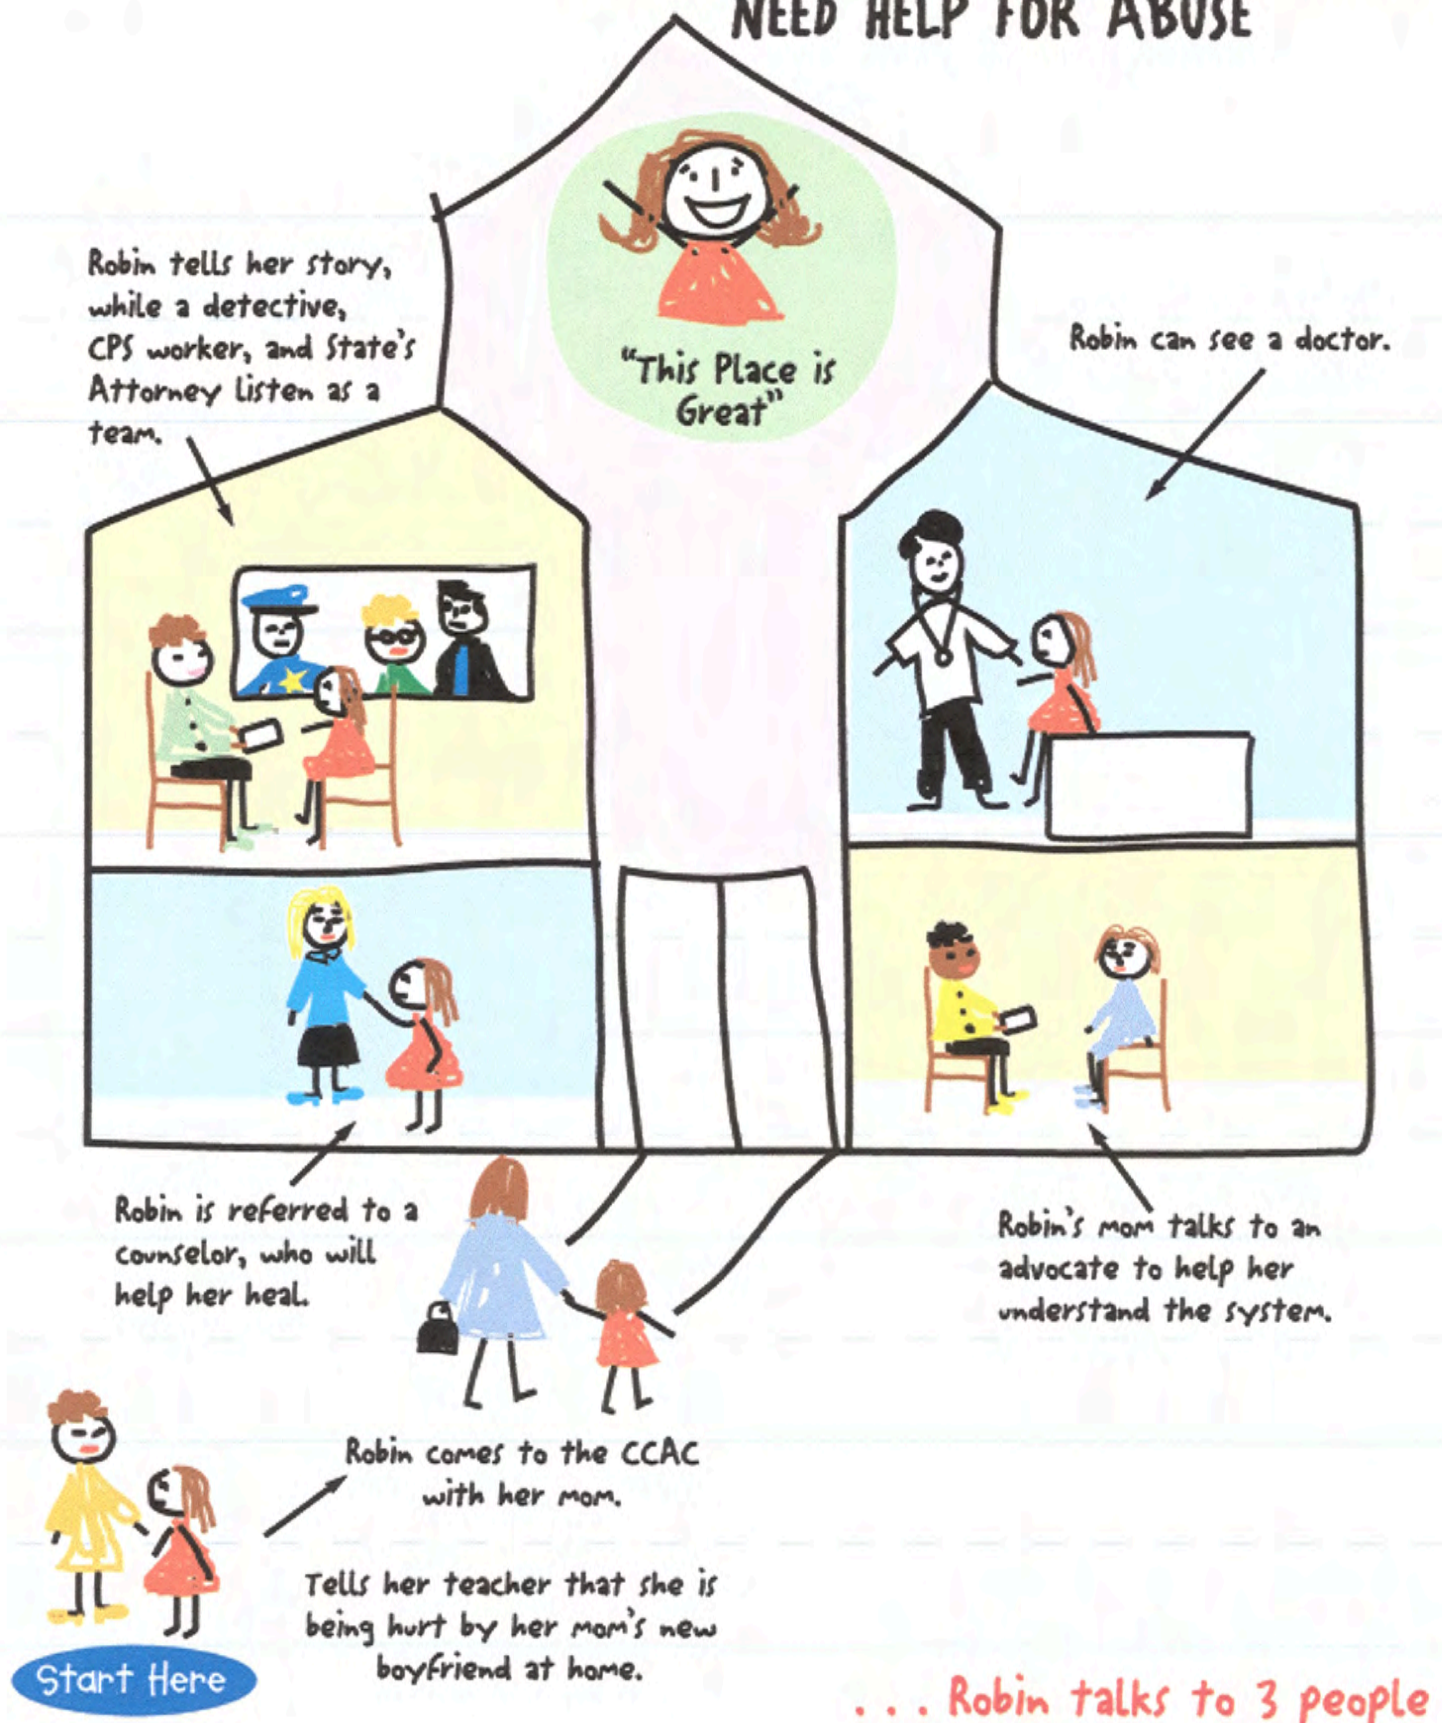 NEED HELP FOR ABUSE
"This Place is
Great"
Robin tells her story,
while a detective,
CPS worker, and State's
Attorney listen as a
team.
Robin can see a doctor.
Robin is referred to a
counselor, who will
help her heal.
Robin's mom talks to an
advocate to help her
understand the system.
Robin comes to the CCAC
with her mom.
Tells her teacher that she is
being hurt by her mom's new
boyfriend at home.
Start Here
. . . Robin talks to 3 people